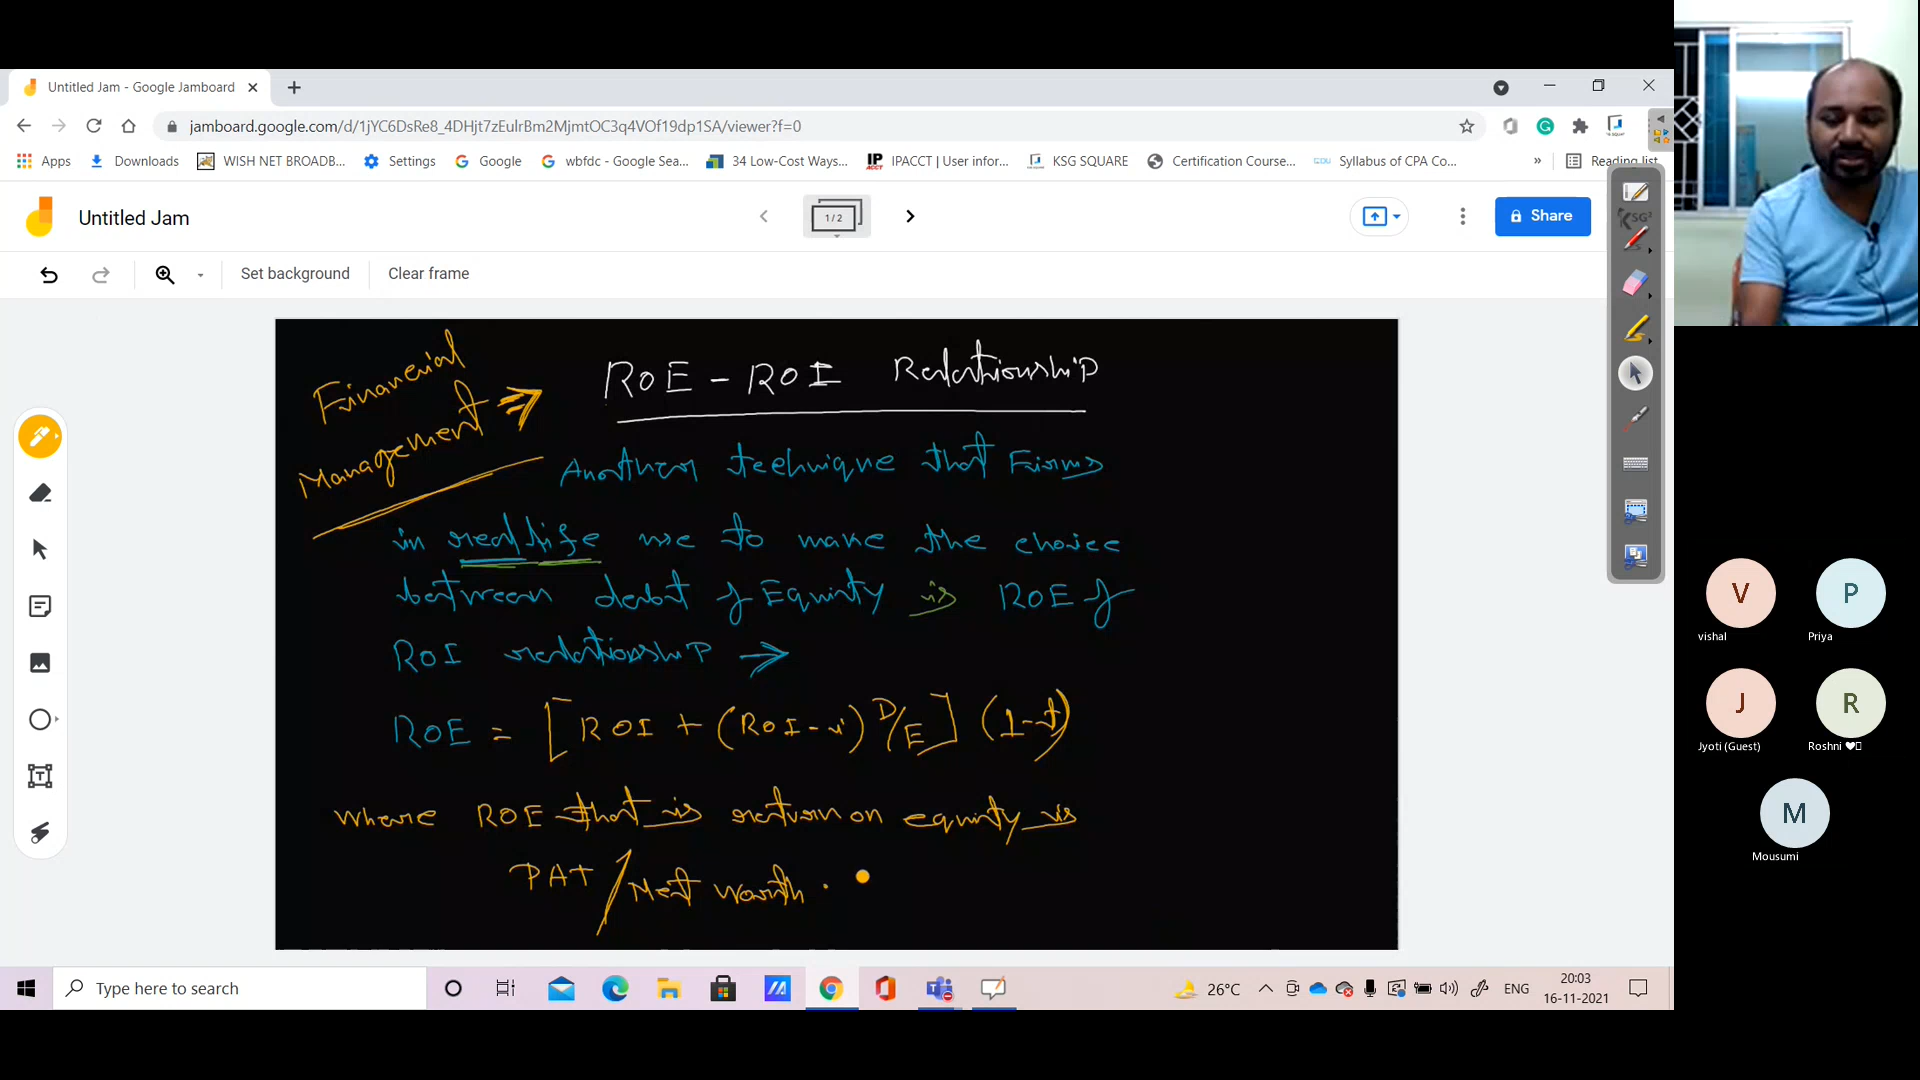 Untitled Jam - Google Jamboard
jamboard.google.com/d/1jYC6DsRe8_4DHjt7zEulrBm2MjmtOC3q4VOf19dp1SA/viewer?f=0
Apps Downloads WISH NET BROADB... Settings Google wbfdc - Google Sea... 34 Low-Cost Ways... IP IPACCT IPACCT | User infor... KSG SQUARE Certification Course... Syllabus of CPA Co... » Reading list
Untitled Jam
1 / 2
Share
Set background Clear frame
Financial
Management
ROE - ROI Relationship
Another technique that Firms
in real life use to make the choice
between debt & Equity is ROE &
ROI relationship →
ROE = [ROI + (ROI - r) D/E] (1-t)
where ROE that is return on equity is
PAT / Net Worth .
V
vishal
P
Priya
J
Jyoti (Guest)
R
Roshni
M
Mousumi
Type here to search
26°C
ENG
20:03
16-11-2021